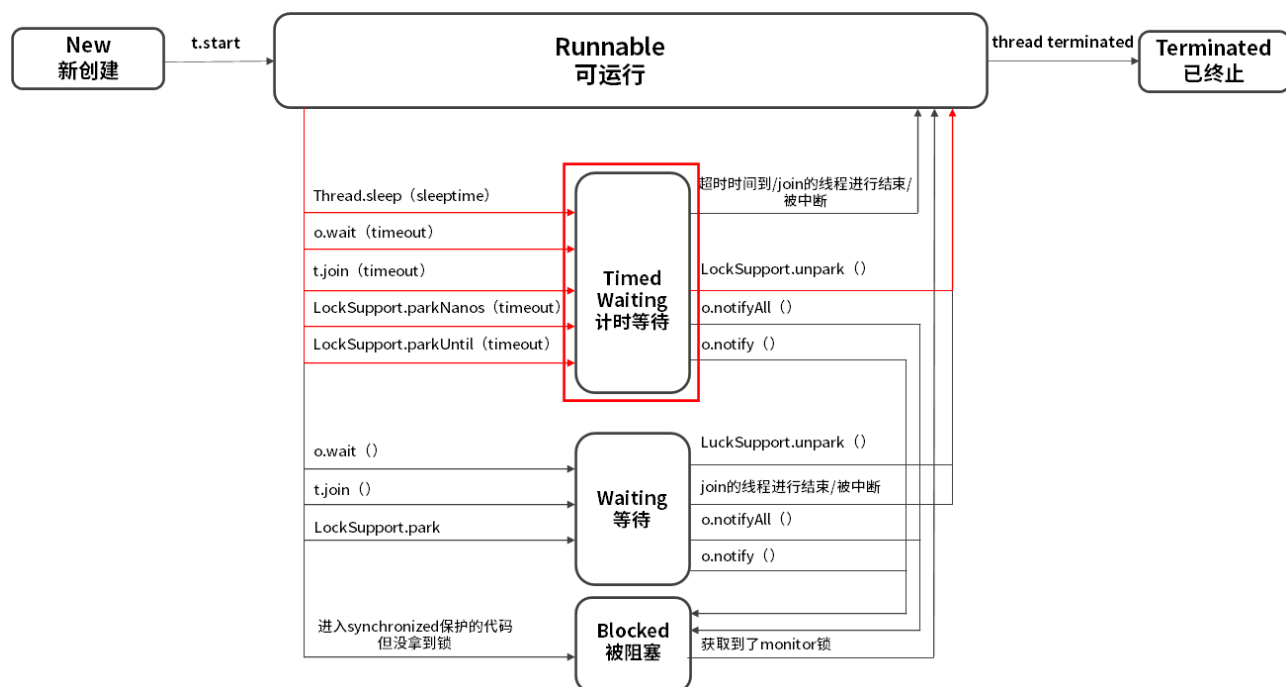 New
新创建
t.start
Runnable
可运行
thread terminated
Terminated
已终止
Thread.sleep（sleeptime）
o.wait（timeout）
t.join（timeout）
LockSupport.parkNanos（timeout）
LockSupport.parkUntil（timeout）
Timed
Waiting
计时等待
超时时间到/join的线程进行结束/
被中断
LockSupport.unpark（）
o.notifyAll（）
o.notify（）
o.wait（）
t.join（）
LockSupport.park
Waiting
等待
LuckSupport.unpark（）
join的线程进行结束/被中断
o.notifyAll（）
o.notify（）
进入synchronized保护的代码
但没拿到锁
Blocked
被阻塞
获取到了monitor锁